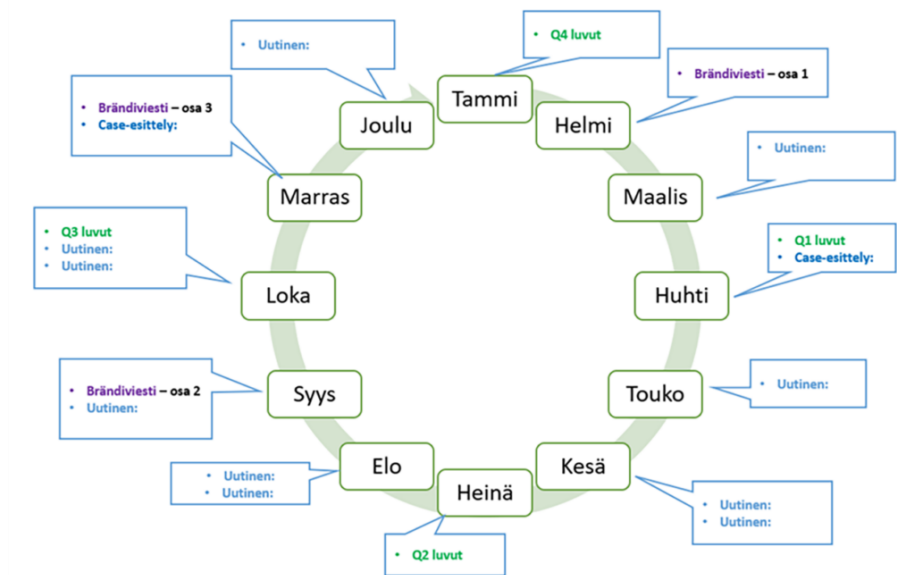 Tammi
• Q4 luvut
Helmi
• Brändiviesti – osa 1
Maalis
• Uutinen:
Huhti
• Q1 luvut
• Case-esittely:
Touko
• Uutinen:
Kesä
• Uutinen:
• Uutinen:
Heinä
• Q2 luvut
Elo
• Uutinen:
• Uutinen:
Syys
• Brändiviesti – osa 2
• Uutinen:
Loka
• Q3 luvut
• Uutinen:
• Uutinen:
Marras
• Brändiviesti – osa 3
• Case-esittely:
Joulu
• Uutinen: